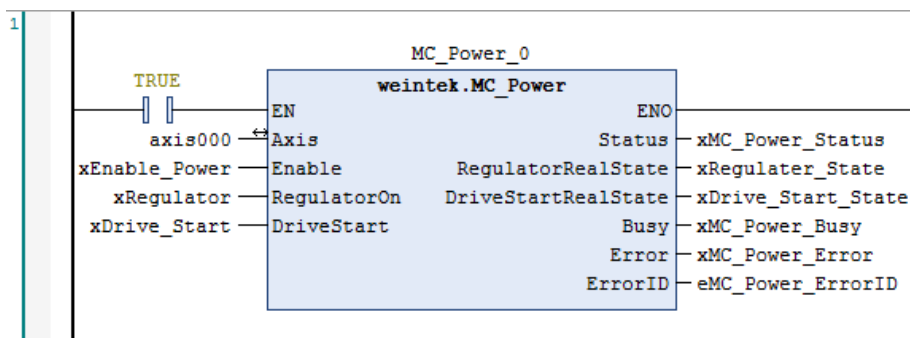 1
MC_Power_0
TRUE
weintek.MC_Power
EN ENO
axis000 Axis Status xMC_Power_Status
xEnable_Power Enable RegulatorRealState xRegulater_State
xRegulator RegulatorOn DriveStartRealState xDrive_Start_State
xDrive_Start DriveStart Busy xMC_Power_Busy
Error xMC_Power_Error
ErrorID eMC_Power_ErrorID